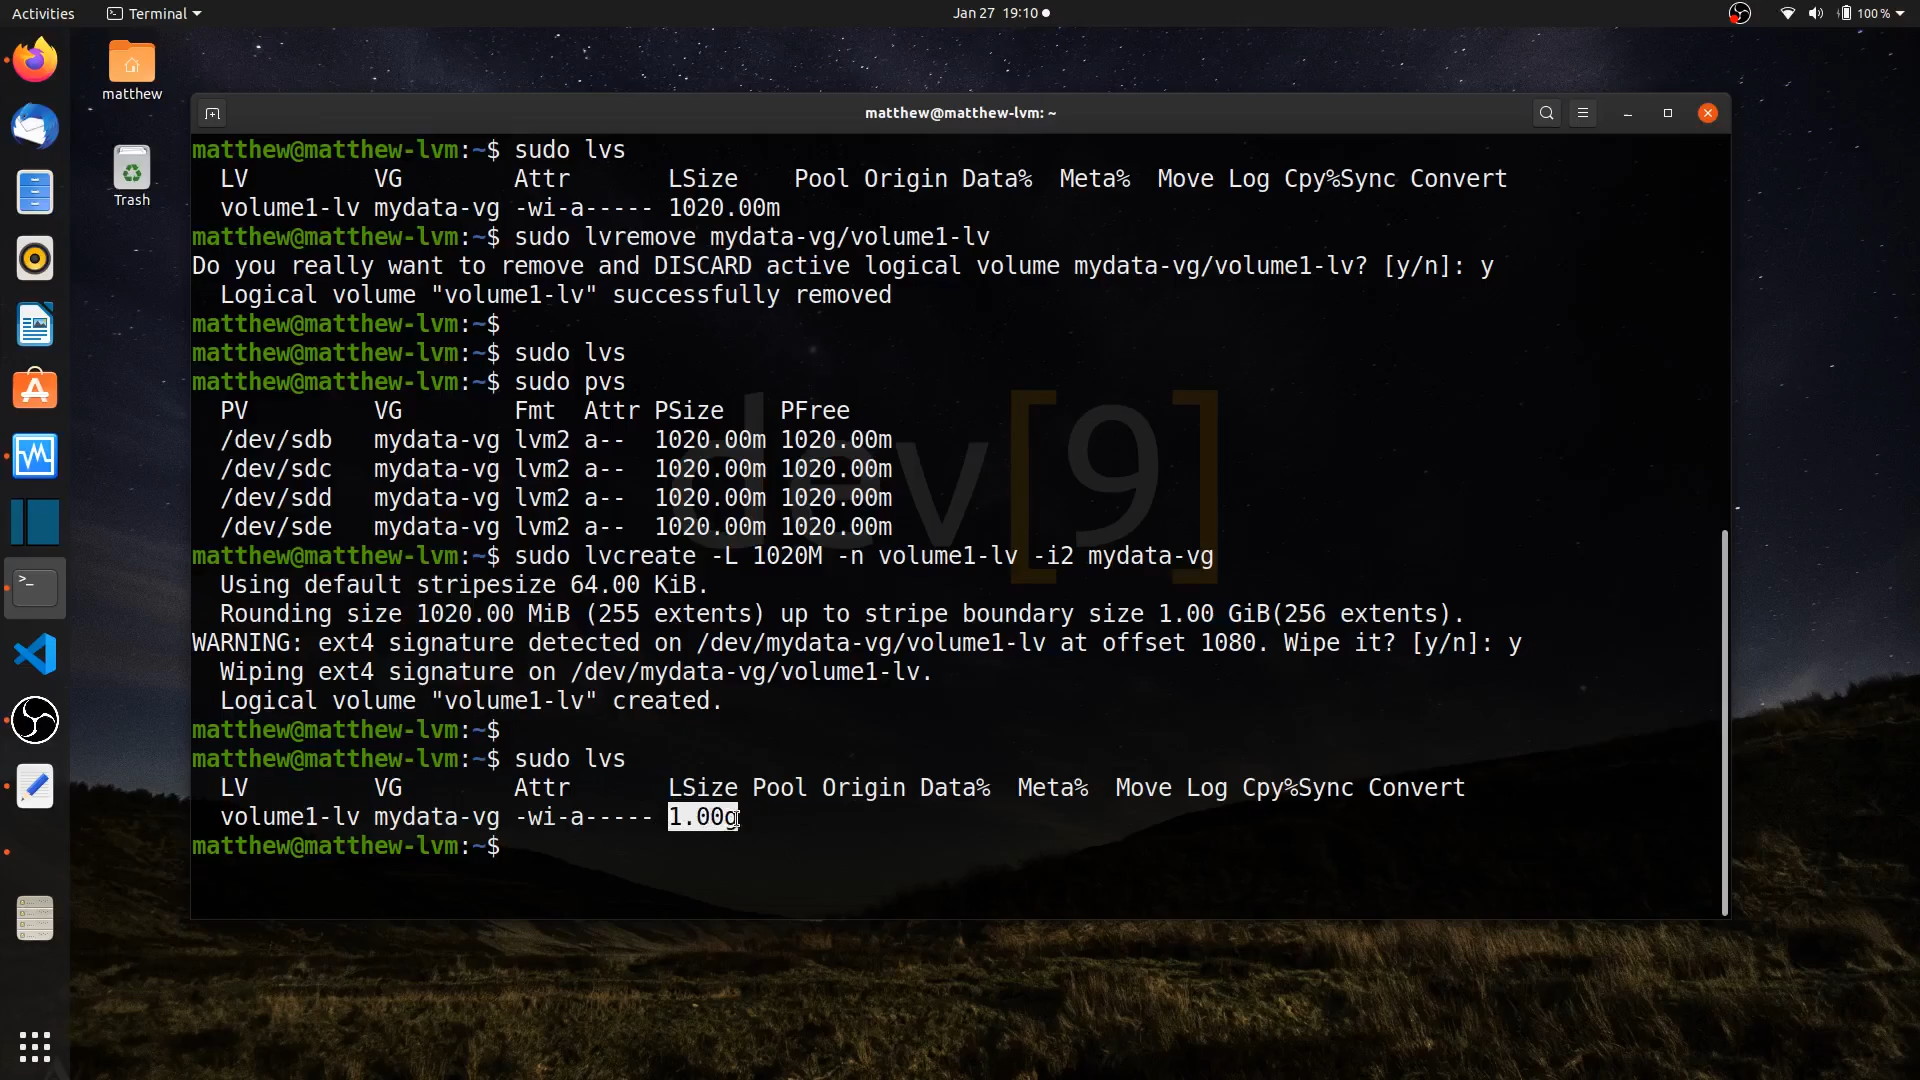 Activities Terminal Jan 27 19:10 100 %
matthew
Trash
matthew@matthew-lvm: ~
matthew@matthew-lvm:~$ sudo lvs
  LV         VG        Attr       LSize    Pool Origin Data%  Meta%  Move Log Cpy%Sync Convert
  volume1-lv mydata-vg -wi-a----- 1020.00m
matthew@matthew-lvm:~$ sudo lvremove mydata-vg/volume1-lv
Do you really want to remove and DISCARD active logical volume mydata-vg/volume1-lv? [y/n]: y
  Logical volume "volume1-lv" successfully removed
matthew@matthew-lvm:~$
matthew@matthew-lvm:~$ sudo lvs
matthew@matthew-lvm:~$ sudo pvs
  PV         VG        Fmt  Attr PSize    PFree
  /dev/sdb   mydata-vg lvm2 a--  1020.00m 1020.00m
  /dev/sdc   mydata-vg lvm2 a--  1020.00m 1020.00m
  /dev/sdd   mydata-vg lvm2 a--  1020.00m 1020.00m
  /dev/sde   mydata-vg lvm2 a--  1020.00m 1020.00m
dev[9]
matthew@matthew-lvm:~$ sudo lvcreate -L 1020M -n volume1-lv -i2 mydata-vg
  Using default stripesize 64.00 KiB.
  Rounding size 1020.00 MiB (255 extents) up to stripe boundary size 1.00 GiB(256 extents).
WARNING: ext4 signature detected on /dev/mydata-vg/volume1-lv at offset 1080. Wipe it? [y/n]: y
  Wiping ext4 signature on /dev/mydata-vg/volume1-lv.
  Logical volume "volume1-lv" created.
matthew@matthew-lvm:~$
matthew@matthew-lvm:~$ sudo lvs
  LV         VG        Attr       LSize Pool Origin Data%  Meta%  Move Log Cpy%Sync Convert
  volume1-lv mydata-vg -wi-a----- 1.00g
matthew@matthew-lvm:~$